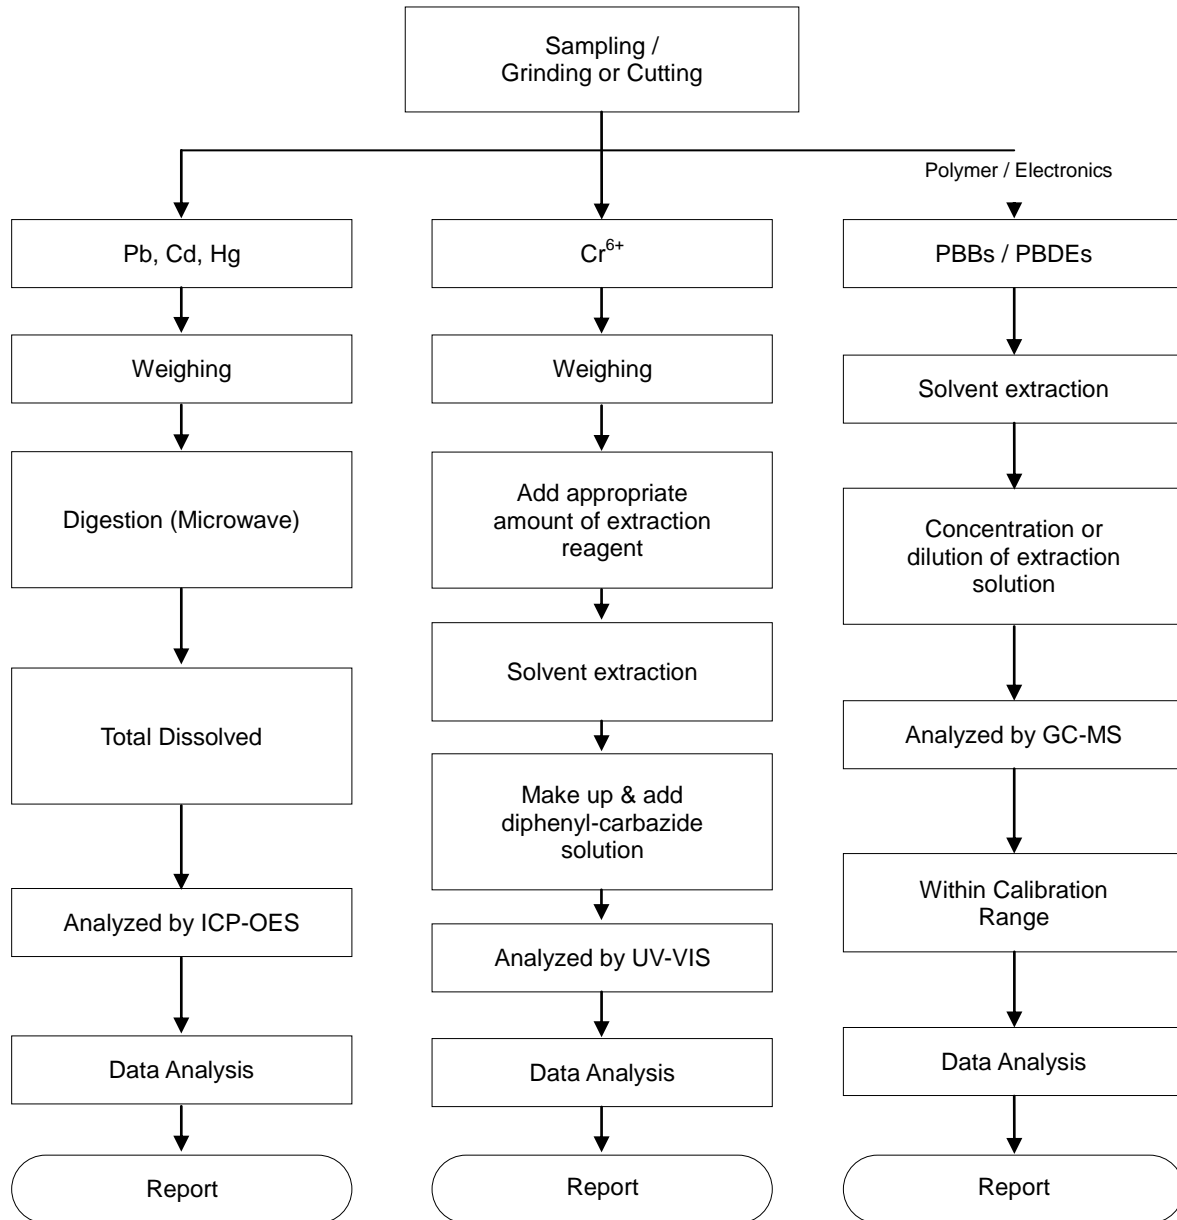 Sampling /
Grinding or Cutting
Polymer / Electronics
Pb, Cd, Hg
Weighing
Digestion (Microwave)
Total Dissolved
Analyzed by ICP-OES
Data Analysis
Report
Cr6+
Weighing
Add appropriate
amount of extraction
reagent
Solvent extraction
Make up & add
diphenyl-carbazide
solution
Analyzed by UV-VIS
Data Analysis
Report
PBBs / PBDEs
Solvent extraction
Concentration or
dilution of extraction
solution
Analyzed by GC-MS
Within Calibration
Range
Data Analysis
Report